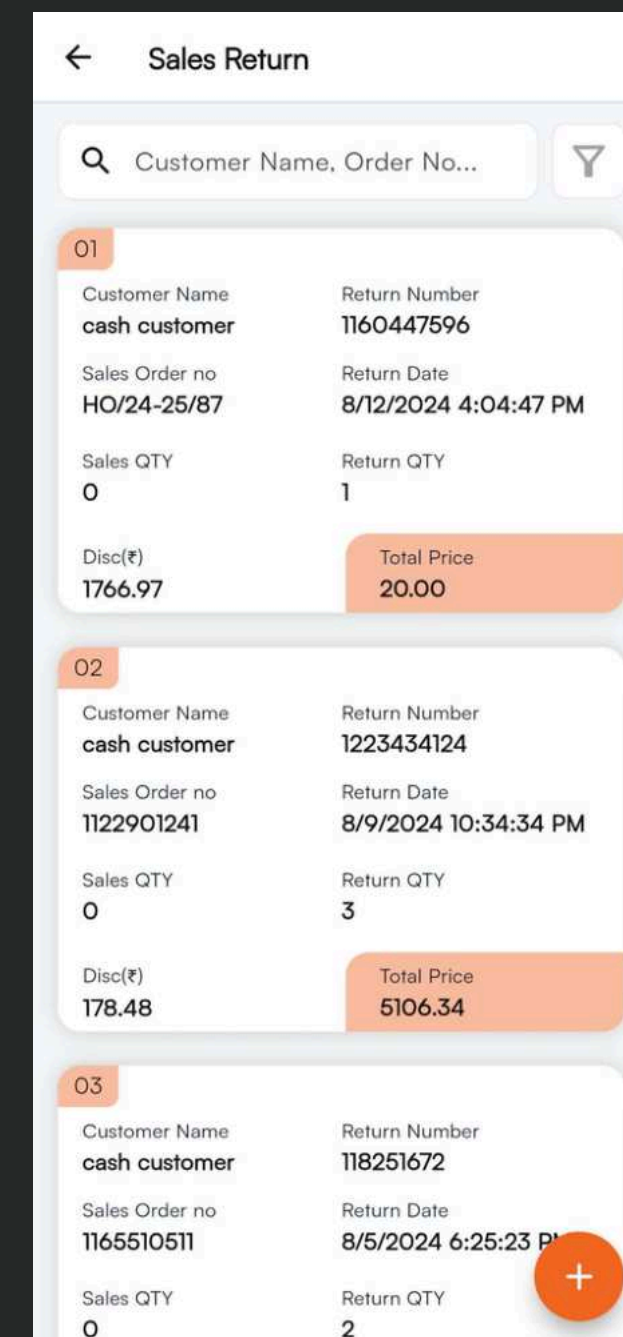 Sales Return
Customer Name, Order No...
01
Customer Name Return Number
cash customer 1160447596
Sales Order no Return Date
HO/24-25/87 8/12/2024 4:04:47 PM
Sales QTY Return QTY
0 1
Disc(₹) Total Price
1766.97 20.00
02
Customer Name Return Number
cash customer 1223434124
Sales Order no Return Date
1122901241 8/9/2024 10:34:34 PM
Sales QTY Return QTY
0 3
Disc(₹) Total Price
178.48 5106.34
03
Customer Name Return Number
cash customer 118251672
Sales Order no Return Date
1165510511 8/5/2024 6:25:23 PM
Sales QTY Return QTY
0 2